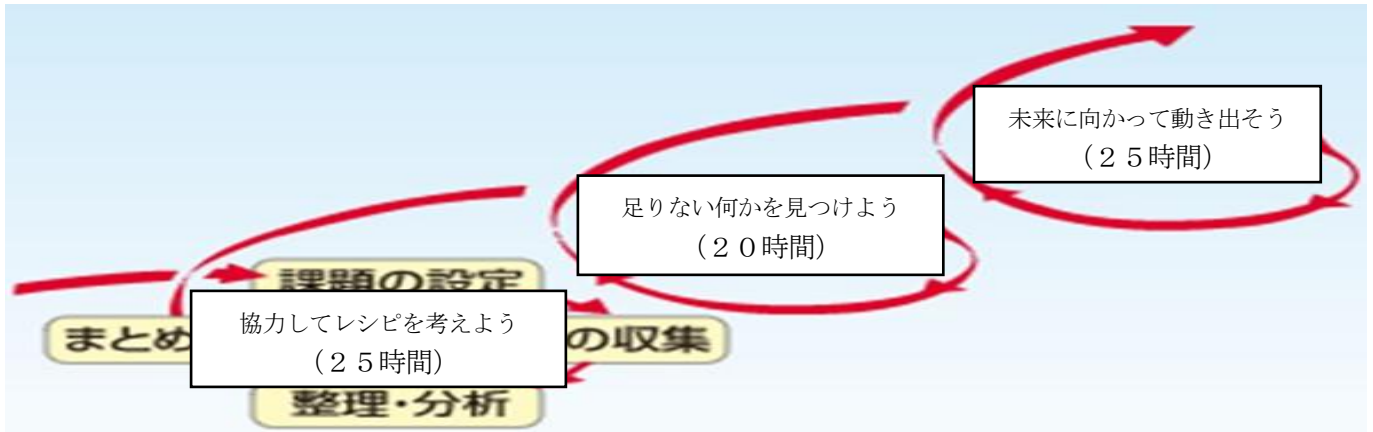 未来に向かって動き出そう
（２５時間）
足りない何かを見つけよう
（２０時間）
課題の設定
協力してレシピを考えよう
（２５時間）
まとめ
の収集
整理・分析